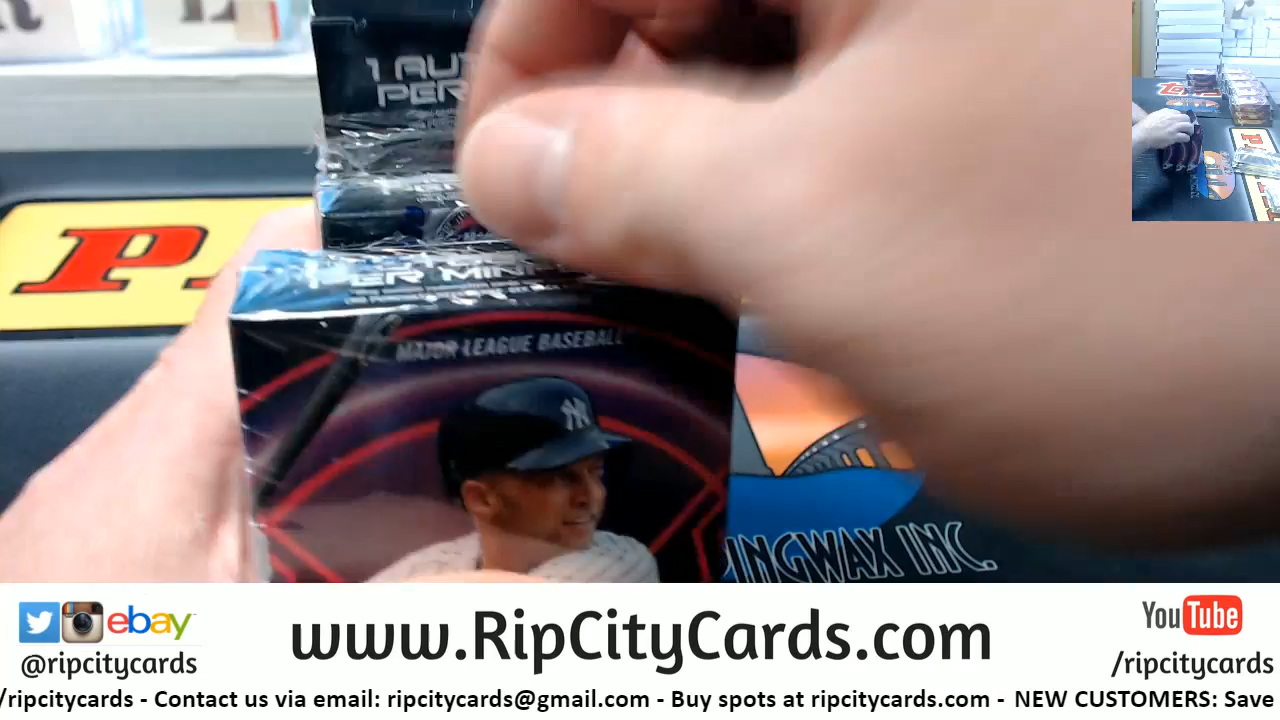 1 AUT
PER
PER MINI
MAJOR LEAGUE BASEBALL
NY
P
PINGWAX INC.
www.RipCityCards.com
ebay
@ripcitycards
YouTube
/ripcitycards
/ripcitycards - Contact us via email: ripcitycards@gmail.com - Buy spots at ripcitycards.com - NEW CUSTOMERS: Save